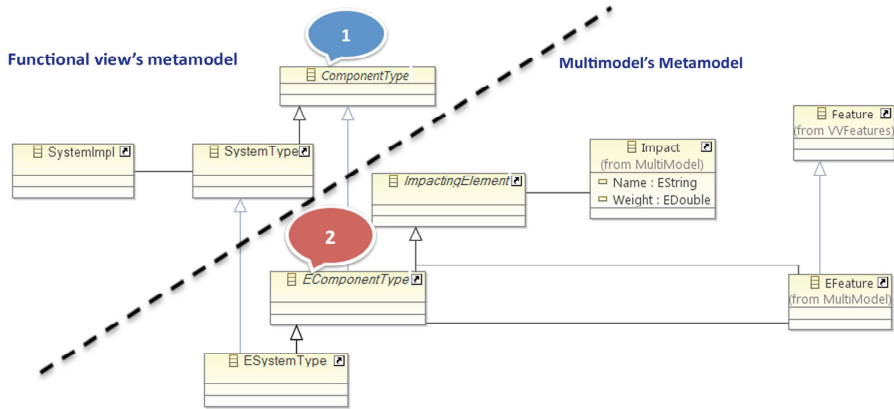 1
Functional view's metamodel
ComponentType
Multimodel's Metamodel
Feature
(from VVFeatures)
SystemImpl
SystemType
Impact
(from MultiModel)
Name : EString
Weight : EDouble
ImpactingElement
2
EComponentType
EFeature
(from MultiModel)
ESystemType